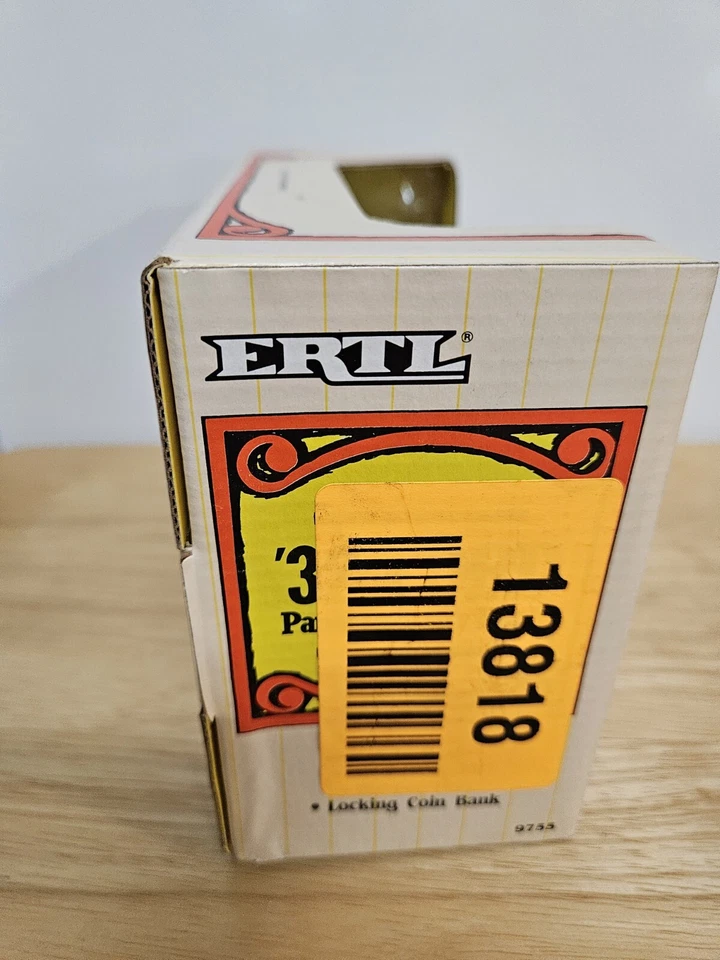 ERTL®
'3
Pa
13818
• Locking Coin Bank
9755